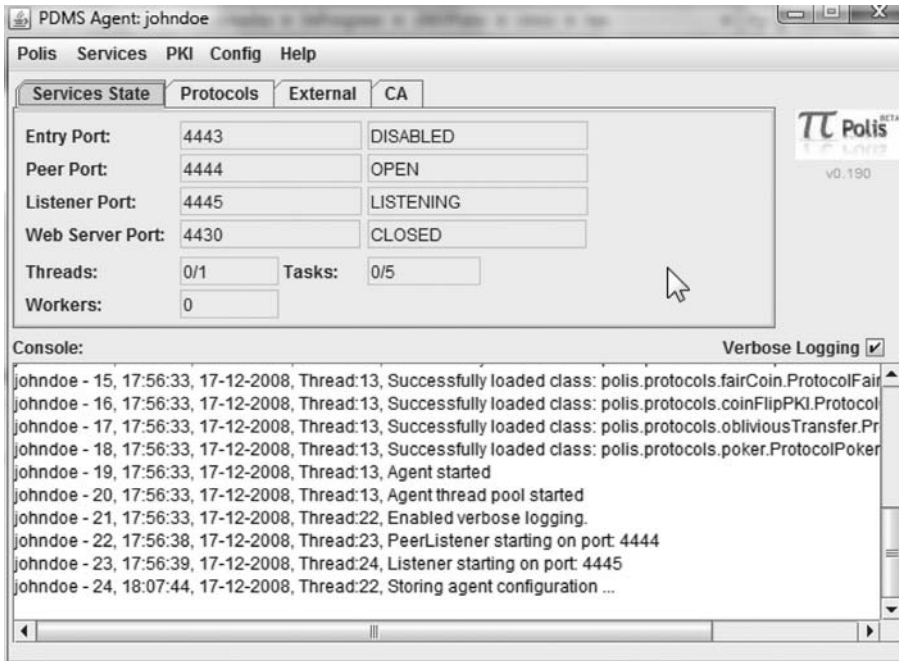 PDMS Agent: johndoe
Polis Services PKI Config Help
Services State Protocols External CA
Entry Port: 4443 DISABLED
Peer Port: 4444 OPEN
Listener Port: 4445 LISTENING
Web Server Port: 4430 CLOSED
Threads: 0/1 Tasks: 0/5
Workers: 0
π Polis BETA
v0.190
Console: Verbose Logging
johndoe - 15, 17:56:33, 17-12-2008, Thread:13, Successfully loaded class: polis.protocols.fairCoin.ProtocolFair
johndoe - 16, 17:56:33, 17-12-2008, Thread:13, Successfully loaded class: polis.protocols.coinFlipPKI.Protocol
johndoe - 17, 17:56:33, 17-12-2008, Thread:13, Successfully loaded class: polis.protocols.obliviousTransfer.Pr
johndoe - 18, 17:56:33, 17-12-2008, Thread:13, Successfully loaded class: polis.protocols.poker.ProtocolPoker
johndoe - 19, 17:56:33, 17-12-2008, Thread:13, Agent started
johndoe - 20, 17:56:33, 17-12-2008, Thread:13, Agent thread pool started
johndoe - 21, 17:56:33, 17-12-2008, Thread:22, Enabled verbose logging.
johndoe - 22, 17:56:38, 17-12-2008, Thread:23, PeerListener starting on port: 4444
johndoe - 23, 17:56:39, 17-12-2008, Thread:24, Listener starting on port: 4445
johndoe - 24, 18:07:44, 17-12-2008, Thread:22, Storing agent configuration ...